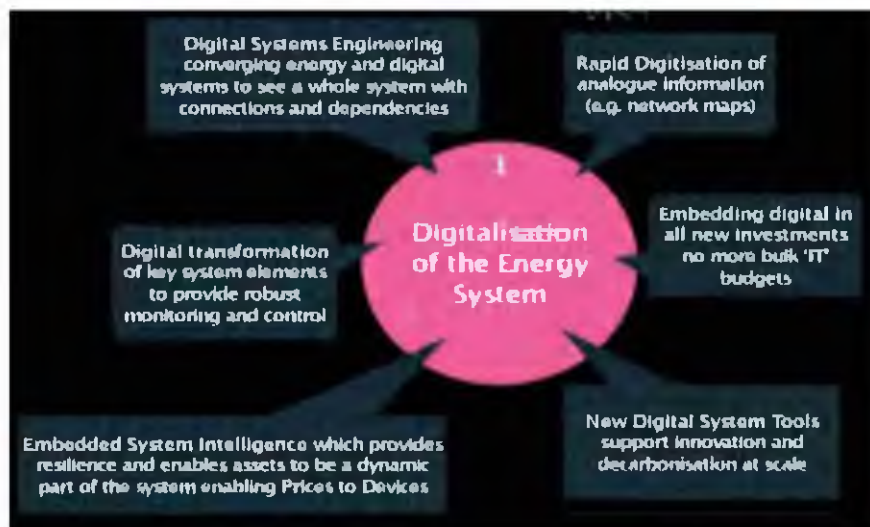 Digital Systems Engineering
converging energy and digital
systems to see a whole system with
connections and dependencies
Rapid Digitisation of
analogue information
(e.g. network maps)
Digitalisation
of the Energy
System
Embedding digital in
all new investments
no more bulk 'IT'
budgets
Digital transformation
of key system elements
to provide robust
monitoring and control
New Digital System Tools
support innovation and
decarbonisation at scale
Embedded System Intelligence which provides
resilience and enables assets to be a dynamic
part of the system enabling Prices to Devices